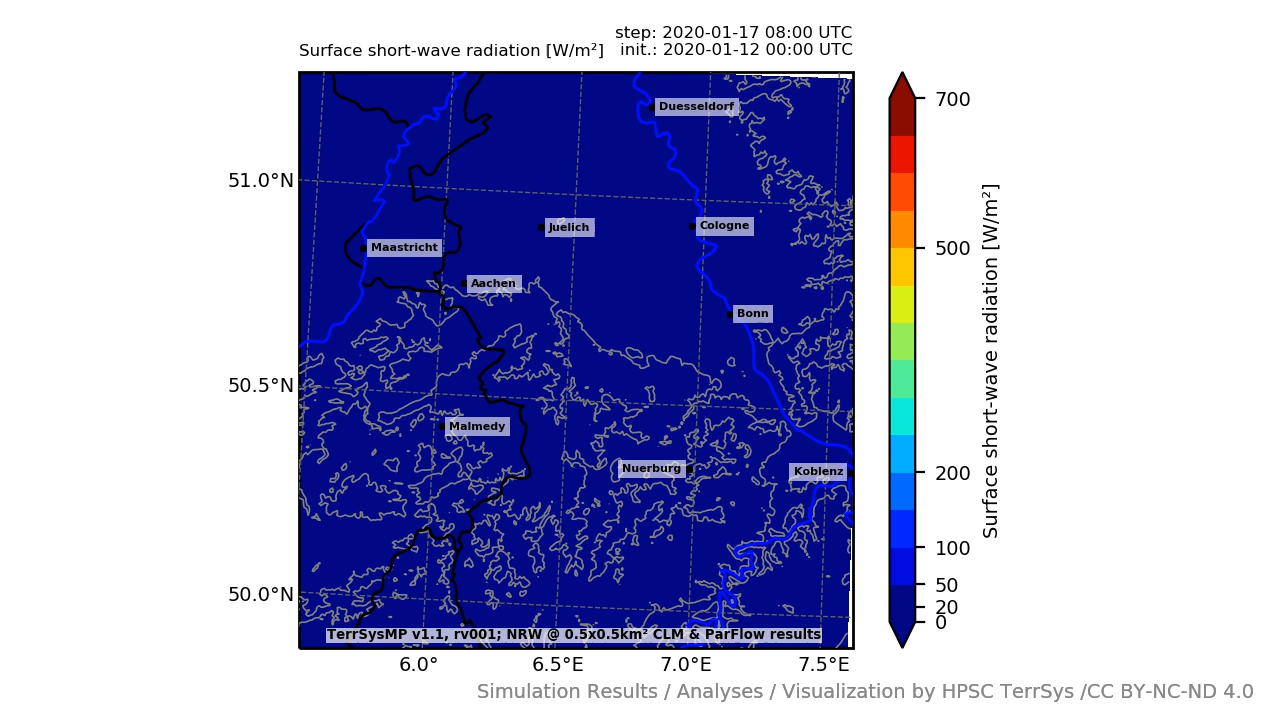 step: 2020-01-17 08:00 UTC
Surface short-wave radiation [W/m²] init.: 2020-01-12 00:00 UTC
Duesseldorf
700
51.0°N
Juelich
Cologne
Maastricht
500
Aachen
Bonn
50.5°N
Malmedy
Nuerburg
Koblenz
200
100
50
20
0
Surface short-wave radiation [W/m²]
50.0°N
TerrSysMP v1.1, rv001; NRW @ 0.5x0.5km² CLM & ParFlow results
6.0° 6.5°E 7.0°E 7.5°E
Simulation Results / Analyses / Visualization by HPSC TerrSys /CC BY-NC-ND 4.0